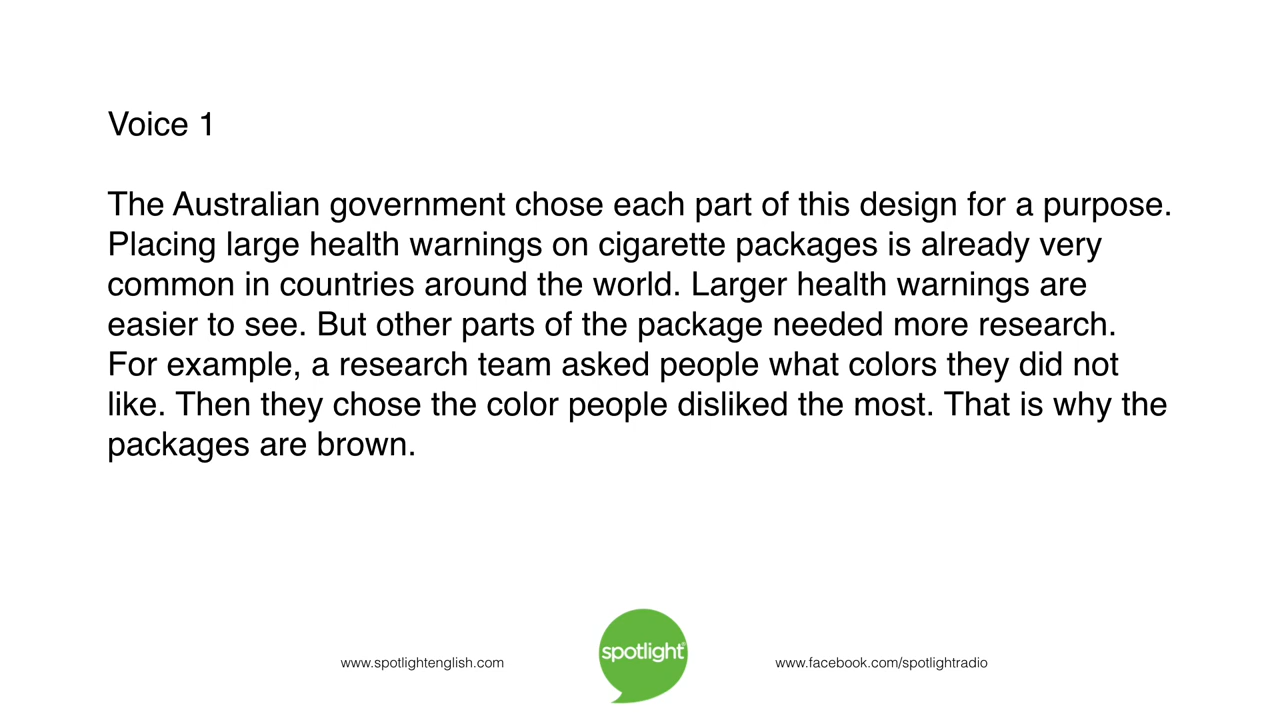 Voice 1
The Australian government chose each part of this design for a purpose.
Placing large health warnings on cigarette packages is already very
common in countries around the world. Larger health warnings are
easier to see. But other parts of the package needed more research.
For example, a research team asked people what colors they did not
like. Then they chose the color people disliked the most. That is why the
packages are brown.
www.spotlightenglish.com
spotlight
www.facebook.com/spotlightradio